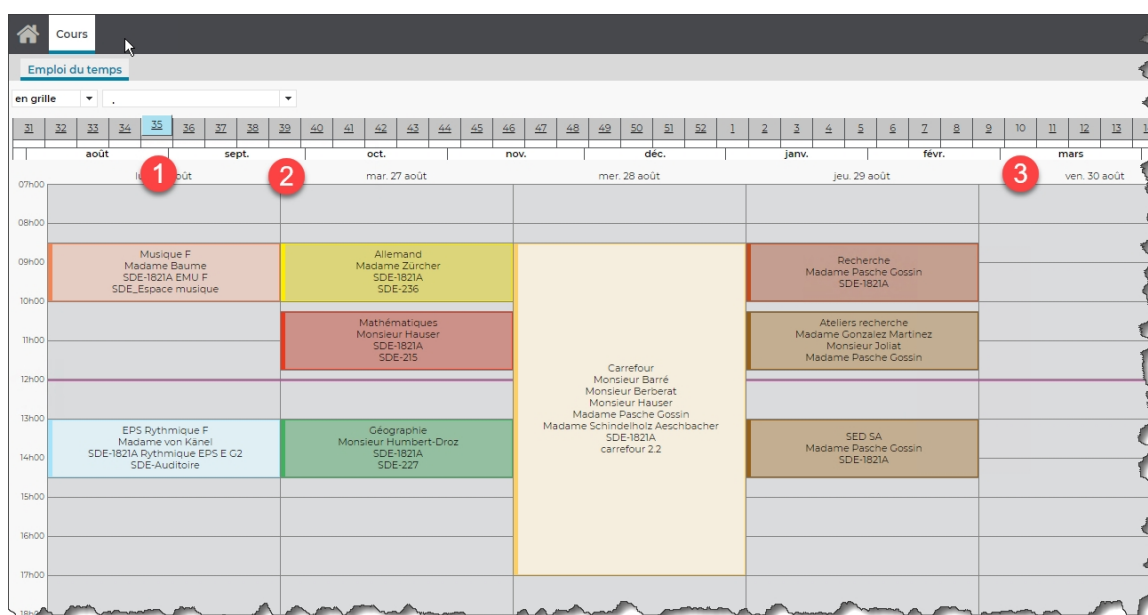 Cours
Emploi du temps
en grille .
31 32 33 34 35 36 37 38 39 40 41 42 43 44 45 46 47 48 49 50 51 52 1 2 3 4 5 6 7 8 9 10 11 12 13
août sept. oct. nov. déc. janv. févr. mars
1 2 3
mar. 27 août mer. 28 août jeu. 29 août ven. 30 août
07h00
08h00
09h00
10h00
11h00
12h00
13h00
14h00
15h00
16h00
17h00
Musique F
Madame Baume
SDE-1821A EMU F
SDE_Espace musique
EPS Rythmique F
Madame von Känel
SDE-1821A Rythmique EPS E G2
SDE-Auditoire
Allemand
Madame Zürcher
SDE-1821A
SDE-236
Mathématiques
Monsieur Hauser
SDE-1821A
SDE-215
Géographie
Monsieur Humbert-Droz
SDE-1821A
SDE-227
Carrefour
Monsieur Barré
Monsieur Berberat
Monsieur Hauser
Madame Pasche Gossin
Madame Schindelholz Aeschbacher
SDE-1821A
carrefour 2.2
Recherche
Madame Pasche Gossin
SDE-1821A
Ateliers recherche
Madame Gonzalez Martinez
Monsieur Joliat
Madame Pasche Gossin
SED SA
Madame Pasche Gossin
SDE-1821A